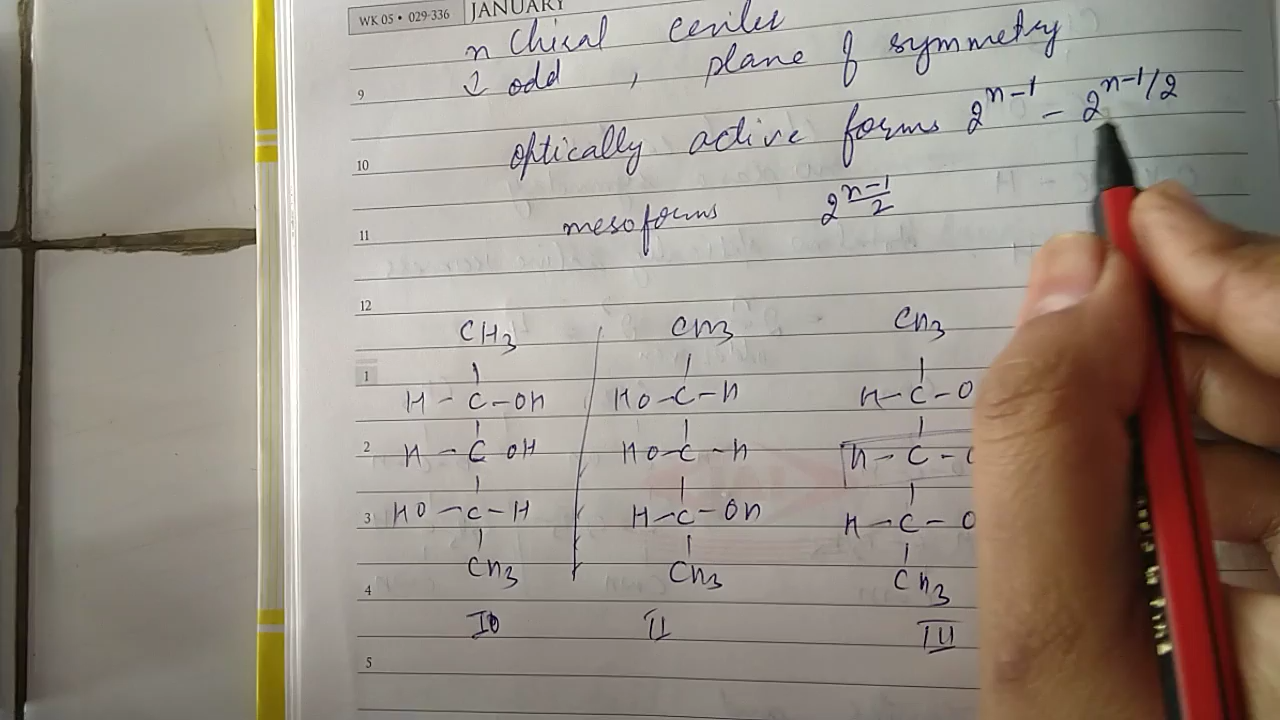 WK 05 • 029-336 JANUARY
n Chiral center
↓ odd , plane of symmetry
9
optically active forms 2^n-1 - 2^n-1/2
10
mesoforms 2^n-1/2
11
12
CH3 CH3 CH3
1
H - C - OH HO - C - H H - C - O
2
H - C OH HO - C - H H - C -
3
HO - C - H H - C - OH H - C - O
CH3 CH3 CH3
4
I II III
5